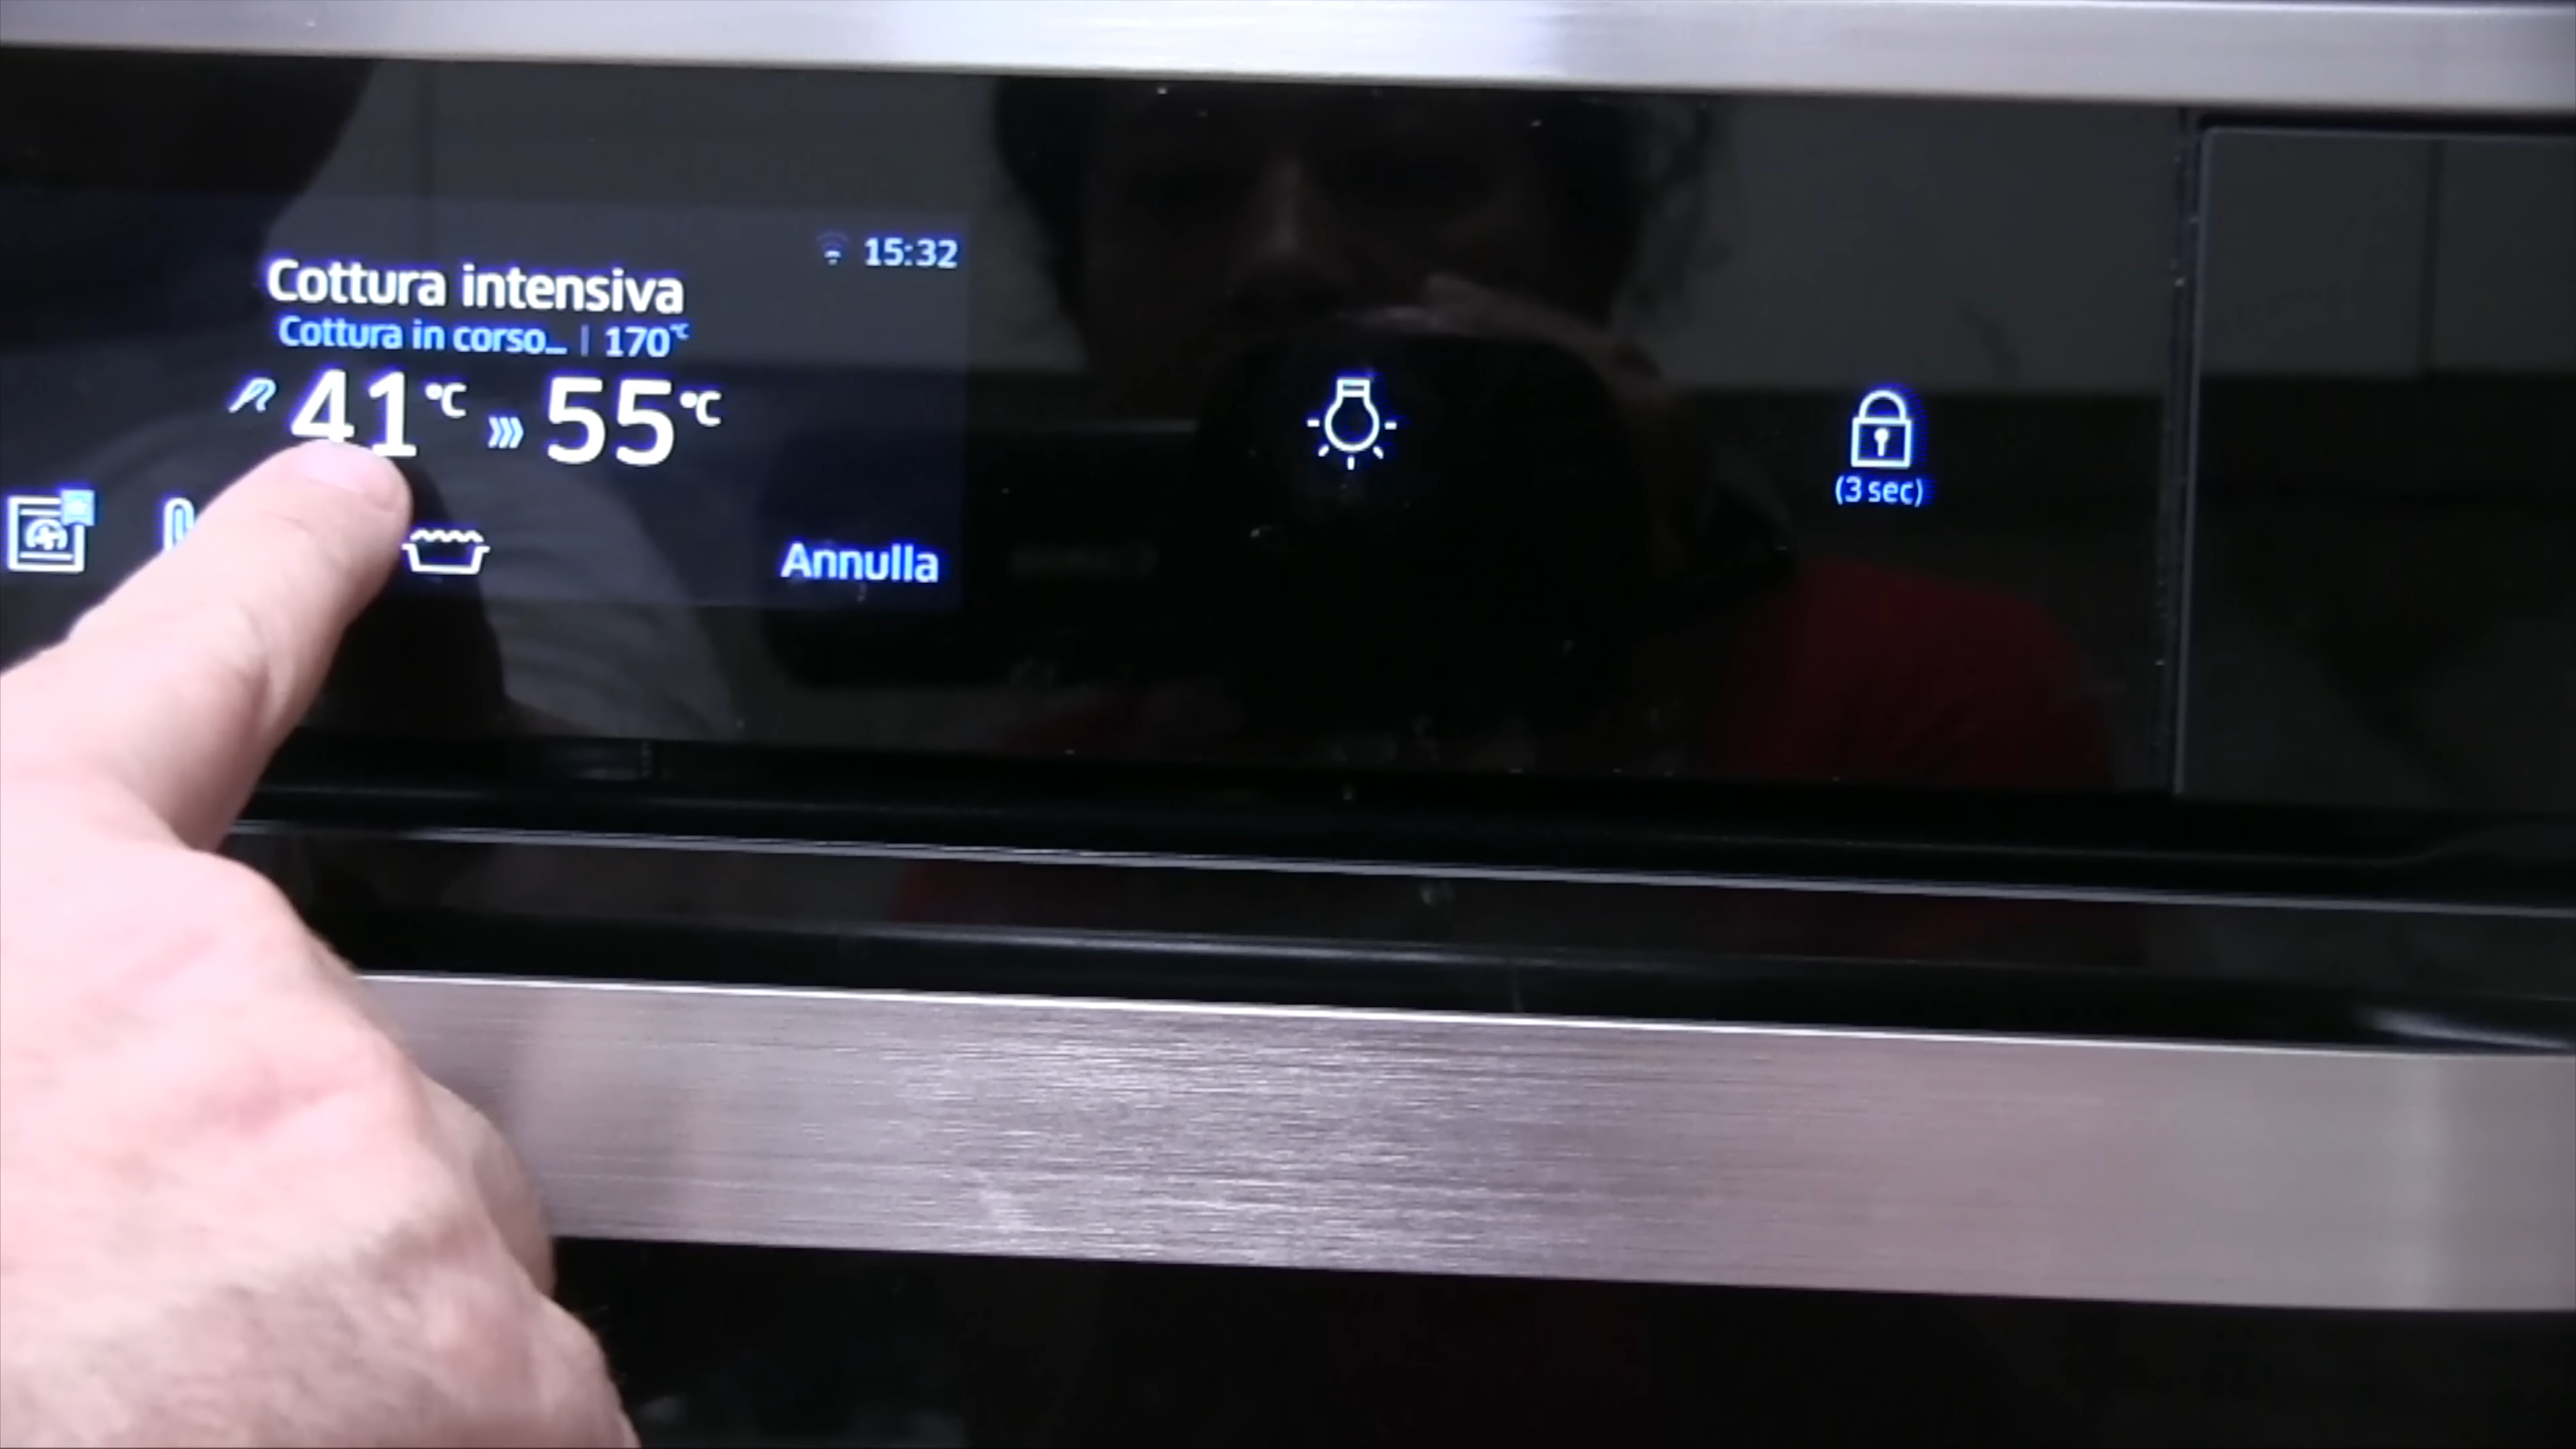 15:32
Cottura intensiva
Cottura in corso... | 170°C
41°C 55°C
(3 sec)
Annulla